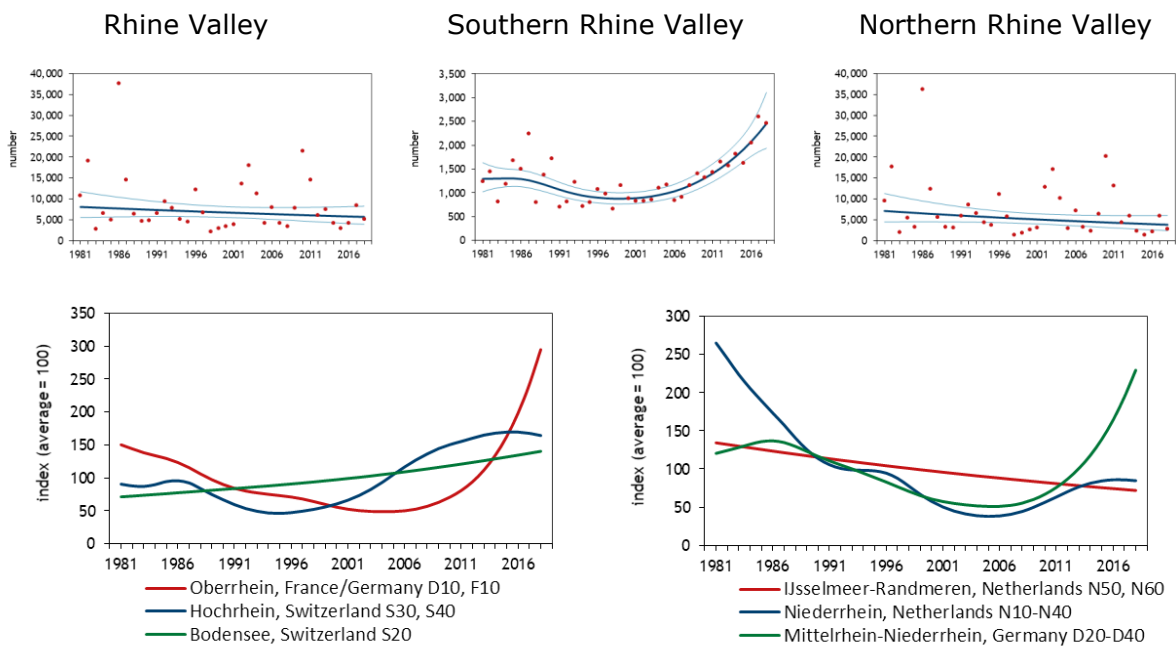 Rhine Valley
Southern Rhine Valley
Northern Rhine Valley
40,000
35,000
30,000
25,000
20,000
15,000
10,000
5,000
0
number
1981 1986 1991 1996 2001 2006 2011 2016
3,500
3,000
2,500
2,000
1,500
1,000
500
0
number
1981 1986 1991 1996 2001 2006 2011 2016
40,000
35,000
30,000
25,000
20,000
15,000
10,000
5,000
0
number
1981 1986 1991 1996 2001 2006 2011 2016
350
300
250
200
150
100
50
0
index (average = 100)
1981 1986 1991 1996 2001 2006 2011 2016
Oberrhein, France/Germany D10, F10
Hochrhein, Switzerland S30, S40
Bodensee, Switzerland S20
300
250
200
150
100
50
0
index (average = 100)
1981 1986 1991 1996 2001 2006 2011 2016
IJsselmeer-Randmeren, Netherlands N50, N60
Niederrhein, Netherlands N10-N40
Mittelrhein-Niederrhein, Germany D20-D40